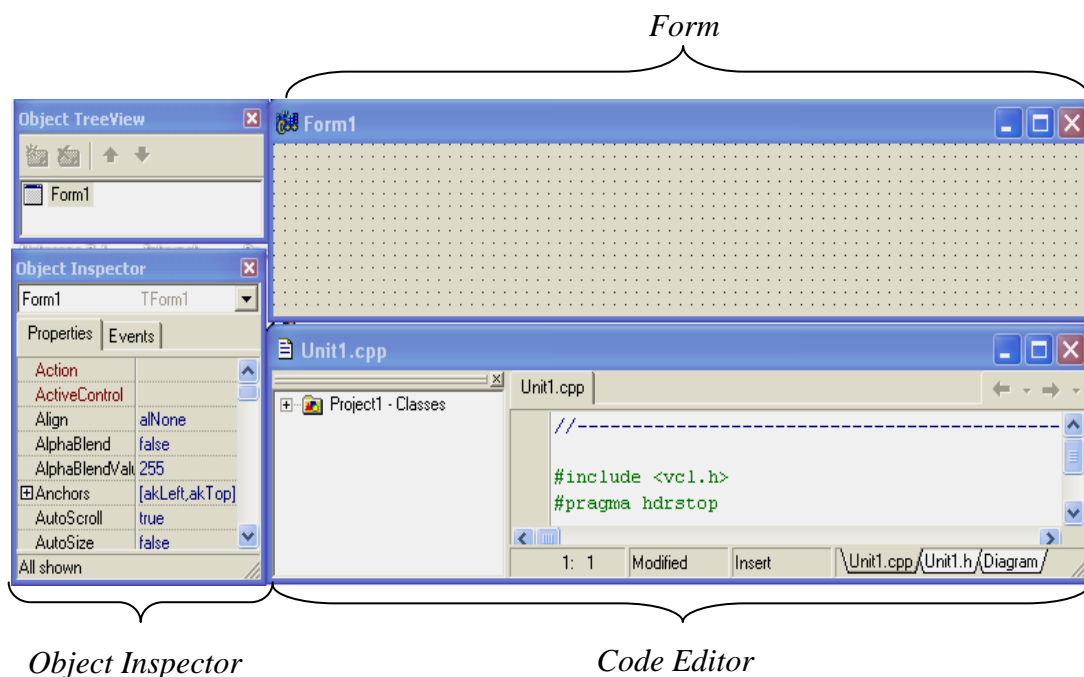 Form
Object TreeView
Form1
Form1
Object Inspector
Form1 TForm1
Properties Events
Action
ActiveControl
Align alNone
AlphaBlend false
AlphaBlendValu 255
Anchors [akLeft,akTop]
AutoScroll true
AutoSize false
All shown
Unit1.cpp
Project1 - Classes
Unit1.cpp
//-----------------------------------------------
#include <vcl.h>
#pragma hdrstop
1: 1 Modified Insert \Unit1.cpp/Unit1.h/Diagram/
Object Inspector
Code Editor